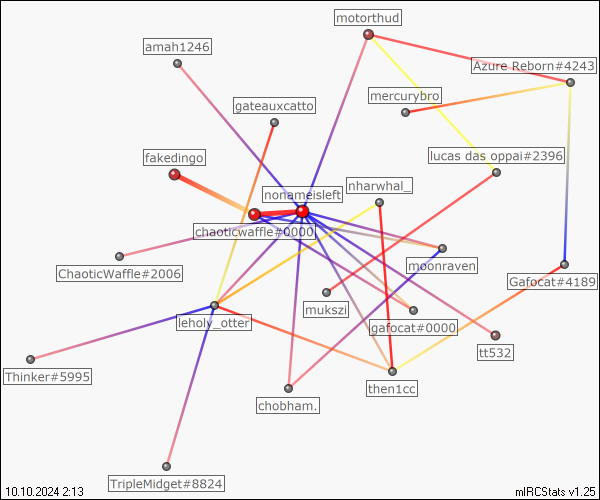 motorthud
amah1246
Azure Reborn#4243
mercurybro
gateauxcatto
lucas das oppai#2396
fakedingo
nharwhal_
nonameisleft
chaoticwaffle#0000
moonraven
ChaoticWaffle#2006
Gafocat#4189
mukszi
leholy_otter
gafocat#0000
tt532
Thinker#5995
then1cc
chobham.
TripleMidget#8824
10.10.2024 2:13
mIRCStats v1.25